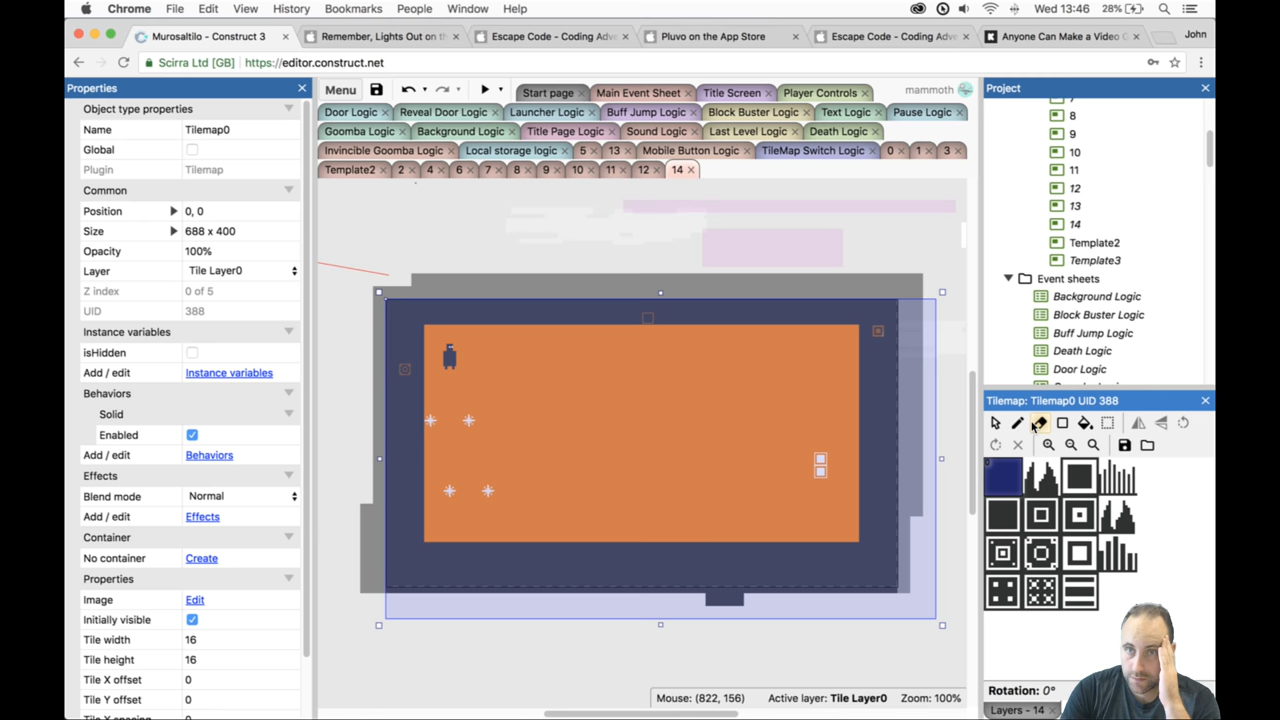 Chrome File Edit View History Bookmarks People Window Help Wed 13:46 28%
Murosaltilo - Construct 3 Remember, Lights Out on th Escape Code - Coding Adve Pluvo on the App Store Escape Code - Coding Adve Anyone Can Make a Video G John
Scirra Ltd [GB] https://editor.construct.net
Properties
Object type properties
Name Tilemap0
Global
Plugin Tilemap
Common
Position 0, 0
Size 688 x 400
Opacity 100%
Layer Tile Layer0
Z index 0 of 5
UID 388
Instance variables
isHidden
Add / edit Instance variables
Behaviors
Solid
Enabled
Add / edit Behaviors
Effects
Blend mode Normal
Add / edit Effects
Container
No container Create
Properties
Image Edit
Initially visible
Tile width 16
Tile height 16
Tile X offset 0
Tile Y offset 0
Tile X spacing 0
Menu Start page Main Event Sheet Title Screen Player Controls mammoth
Door Logic Reveal Door Logic Launcher Logic Buff Jump Logic Block Buster Logic Text Logic Pause Logic
Goomba Logic Background Logic Title Page Logic Sound Logic Last Level Logic Death Logic
Invincible Goomba Logic Local storage logic 5 13 Mobile Button Logic TileMap Switch Logic 0 1 3
Template2 2 4 6 7 8 9 10 11 12 14
Mouse: (822, 156) Active layer: Tile Layer0 Zoom: 100%
Project
7
8
9
10
11
12
13
14
Template2
Template3
Event sheets
Background Logic
Block Buster Logic
Buff Jump Logic
Death Logic
Door Logic
Tilemap: Tilemap0 UID 388
0
Rotation: 0°
Layers - 14